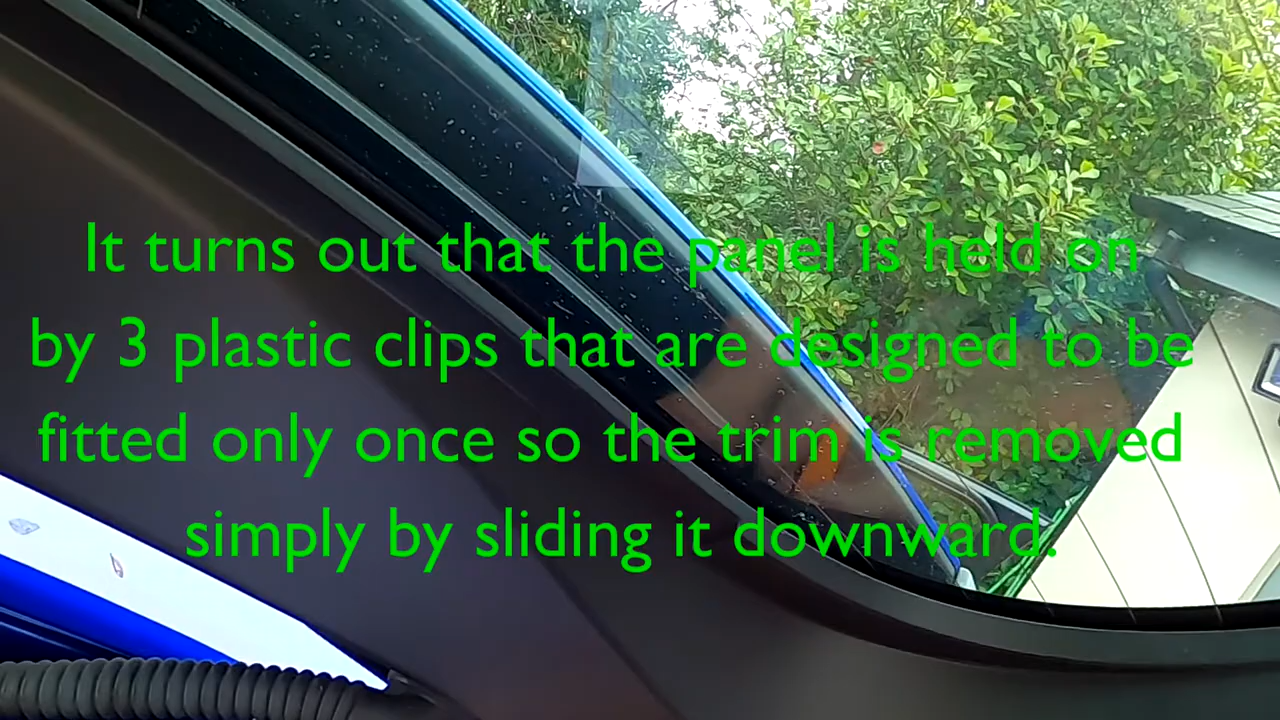 It turns out that the panel is held on
by 3 plastic clips that are designed to be
fitted only once so the trim is removed
simply by sliding it downward.